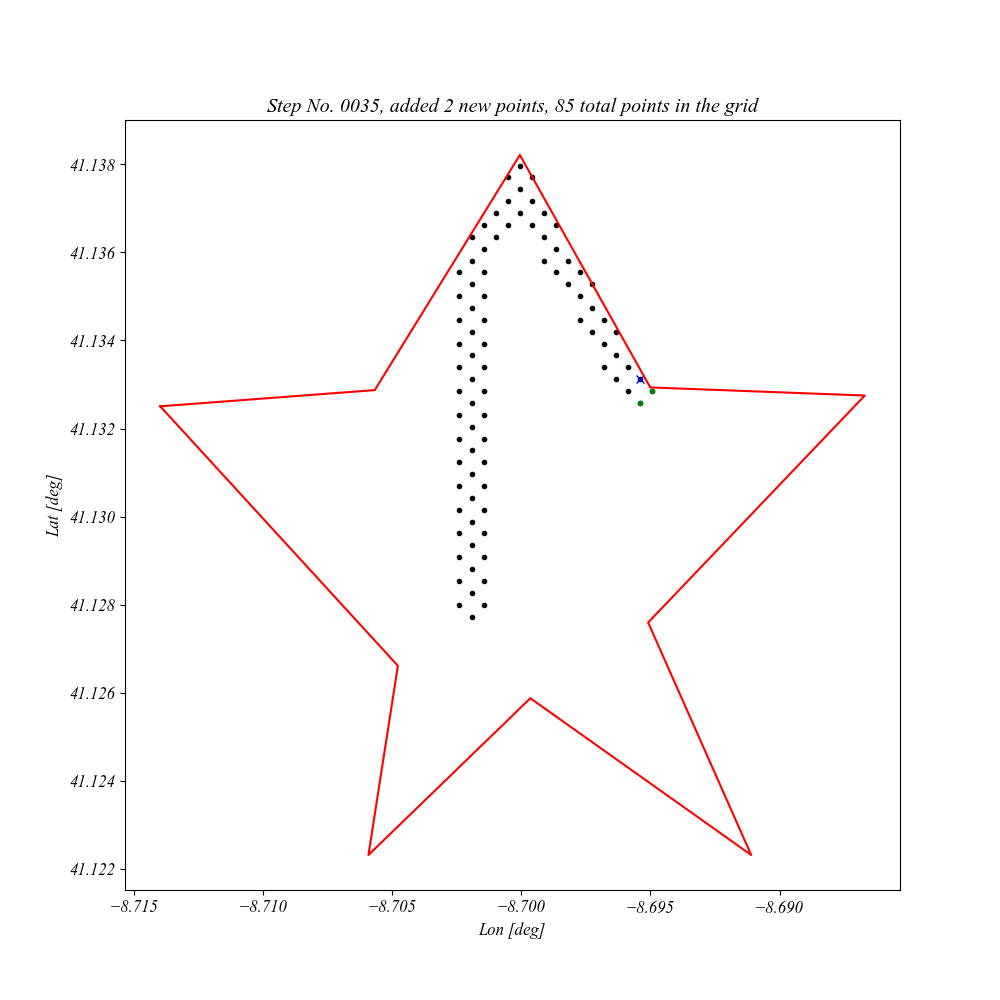 Step No. 0035, added 2 new points, 85 total points in the grid
41.138
41.136
41.134
41.132
41.130
41.128
41.126
41.124
41.122
Lat [deg]
−8.715 −8.710 −8.705 −8.700 −8.695 −8.690
Lon [deg]